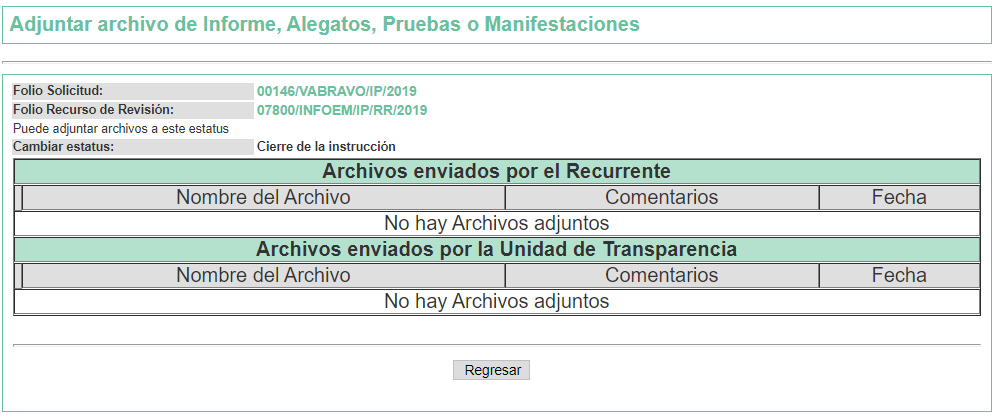 Adjuntar archivo de Informe, Alegatos, Pruebas o Manifestaciones
Folio Solicitud: 00146/VABRAVO/IP/2019
Folio Recurso de Revisión: 07800/INFOEM/IP/RR/2019
Puede adjuntar archivos a este estatus
Cambiar estatus: Cierre de la instrucción
Archivos enviados por el Recurrente
Nombre del Archivo Comentarios Fecha
No hay Archivos adjuntos
Archivos enviados por la Unidad de Transparencia
Nombre del Archivo Comentarios Fecha
No hay Archivos adjuntos
Regresar